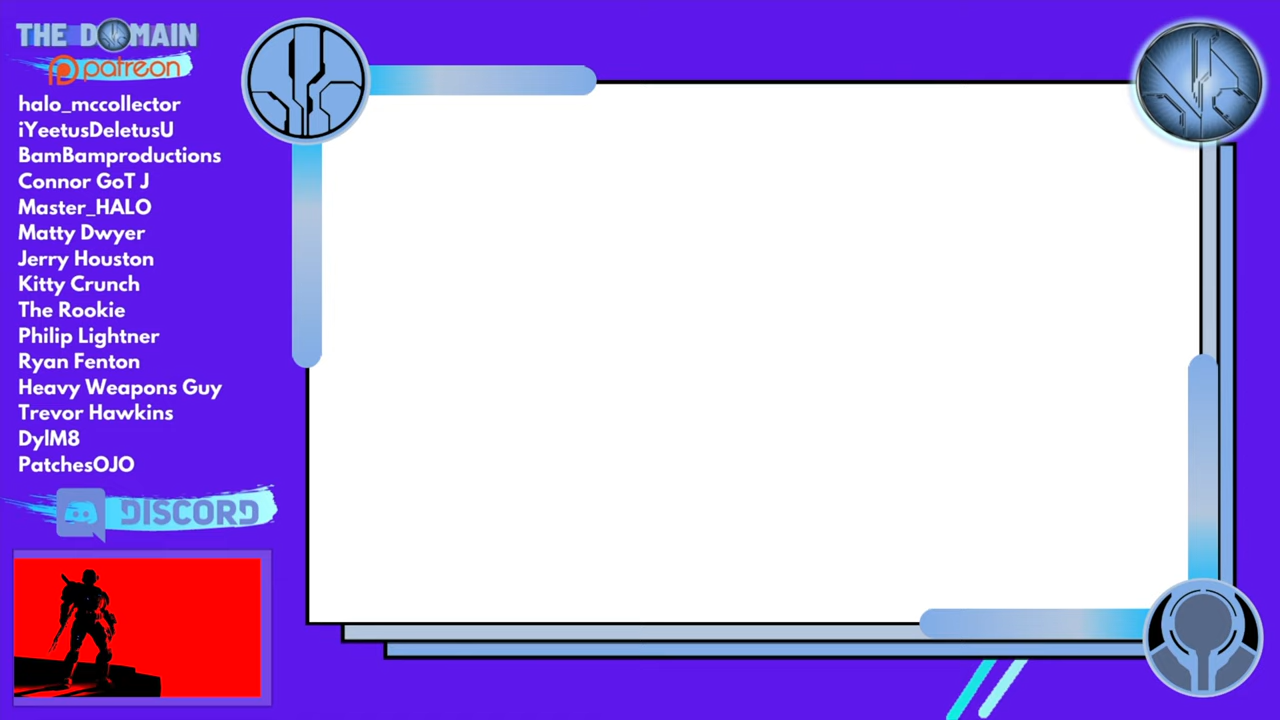 THE DOMAIN
patreon
halo_mccollector
iYeetusDeletusU
BamBamproductions
Connor GoT J
Master_HALO
Matty Dwyer
Jerry Houston
Kitty Crunch
The Rookie
Philip Lightner
Ryan Fenton
Heavy Weapons Guy
Trevor Hawkins
DylM8
PatchesOJO
DISCORD